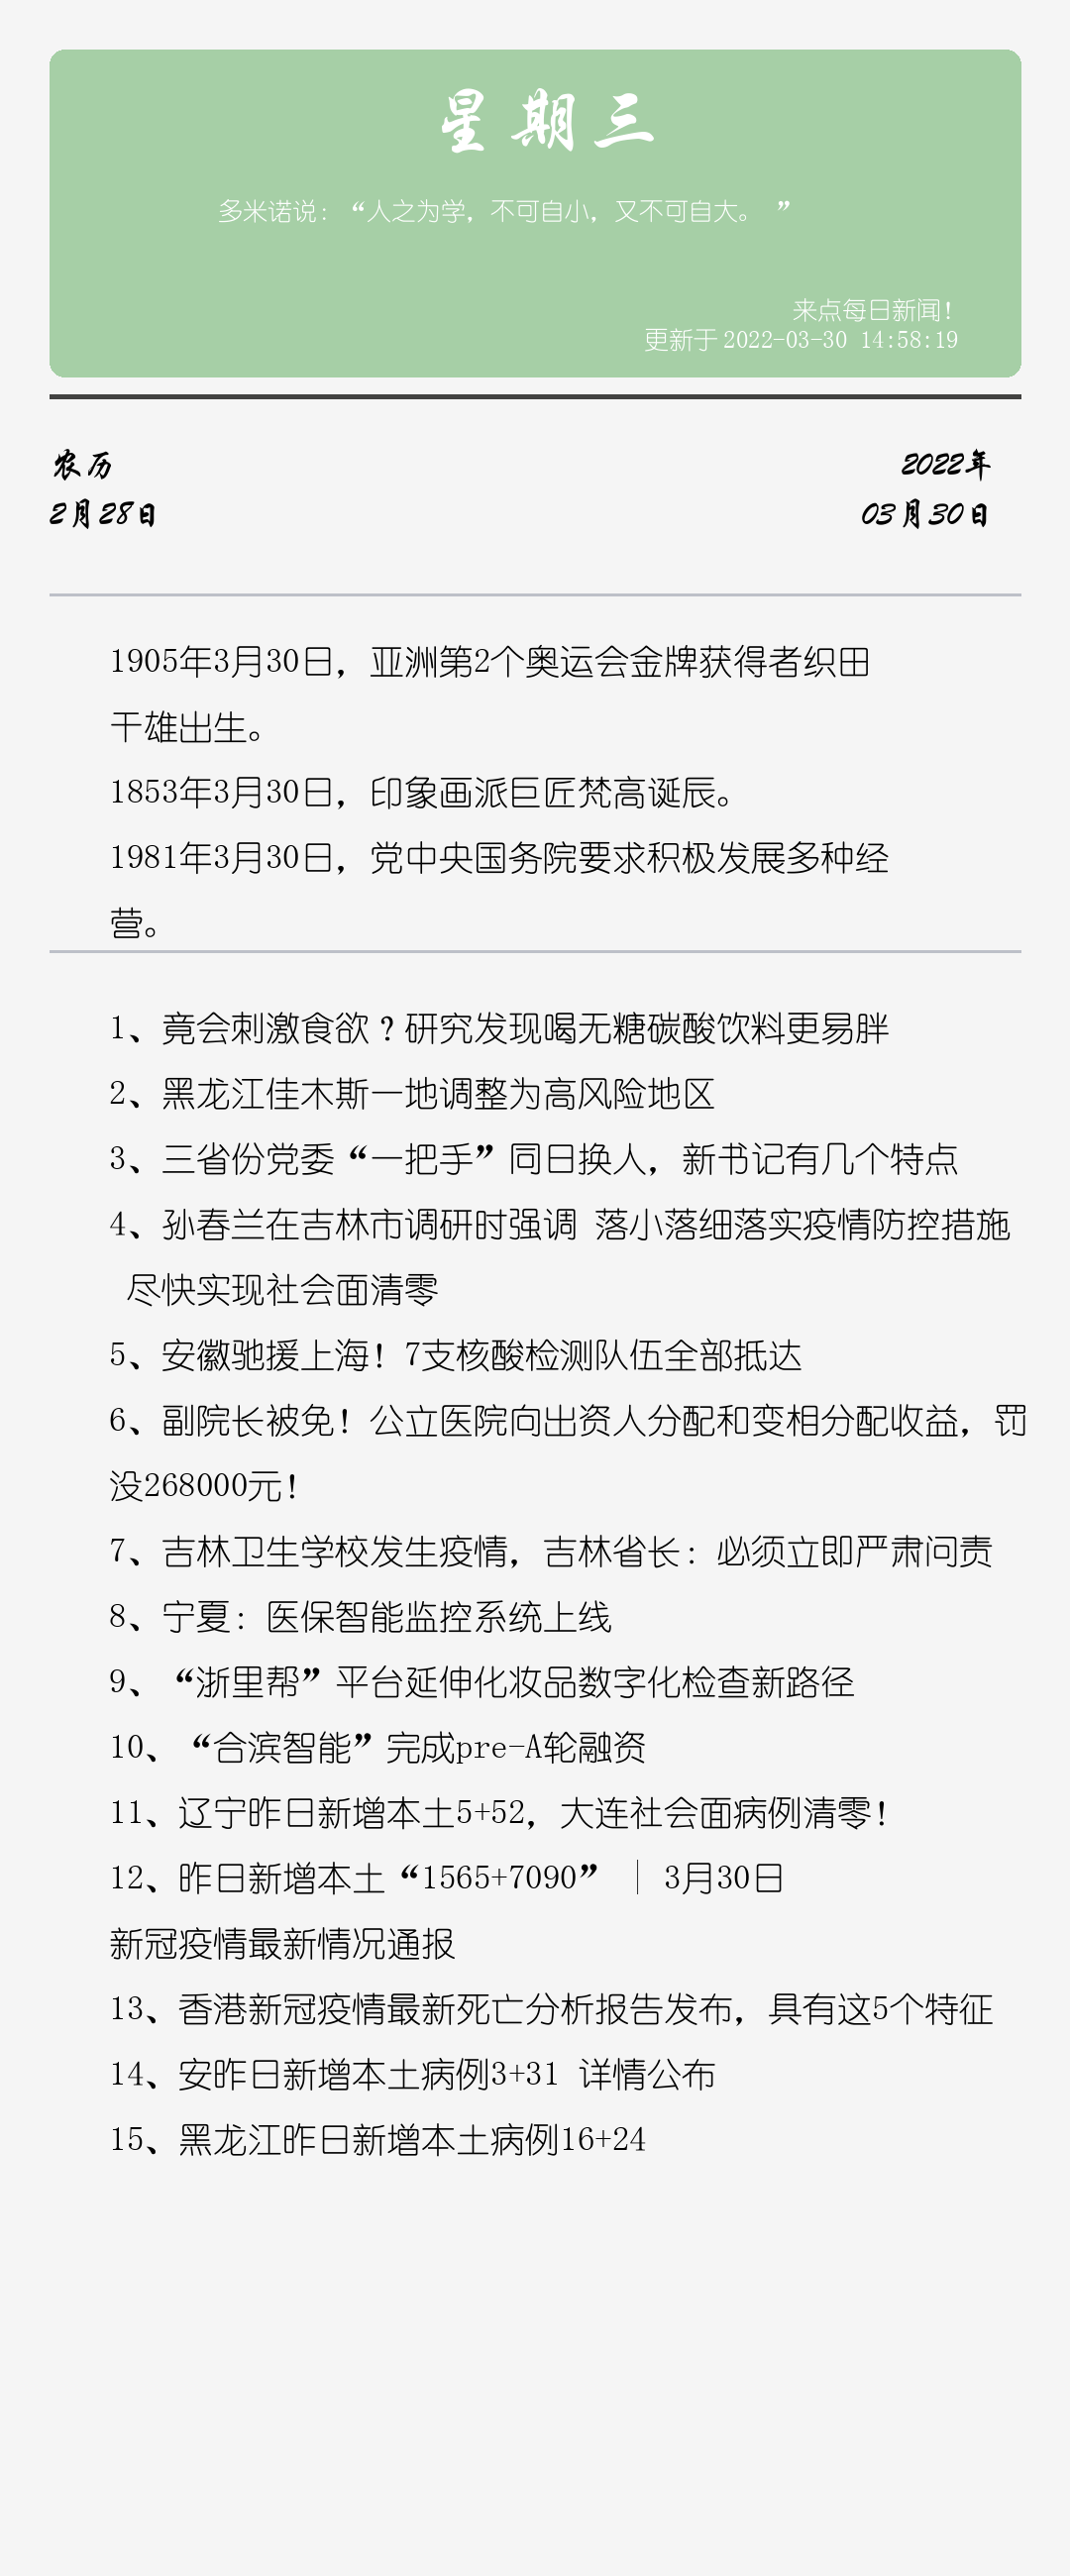 星期三
多米诺说：“人之为学，不可自小，又不可自大。 ”
来点每日新闻！
更新于2022-03-30 14:58:19
农历
2022年
2月28日
03月30日
1905年3月30日，亚洲第2个奥运会金牌获得者织田
干雄出生。
1853年3月30日，印象画派巨匠梵高诞辰。
1981年3月30日，党中央国务院要求积极发展多种经
营。
1、竟会刺激食欲？研究发现喝无糖碳酸饮料更易胖
2、黑龙江佳木斯一地调整为高风险地区
3、三省份党委“一把手”同日换人，新书记有几个特点
4、孙春兰在吉林市调研时强调 落小落细落实疫情防控措施
尽快实现社会面清零
5、安徽驰援上海！7支核酸检测队伍全部抵达
6、副院长被免！公立医院向出资人分配和变相分配收益，罚
没268000元！
7、吉林卫生学校发生疫情，吉林省长：必须立即严肃问责
8、宁夏：医保智能监控系统上线
9、“浙里帮”平台延伸化妆品数字化检查新路径
10、“合滨智能”完成pre-A轮融资
11、辽宁昨日新增本土5+52，大连社会面病例清零！
12、昨日新增本土“1565+7090” | 3月30日
新冠疫情最新情况通报
13、香港新冠疫情最新死亡分析报告发布，具有这5个特征
14、安昨日新增本土病例3+31 详情公布
15、黑龙江昨日新增本土病例16+24